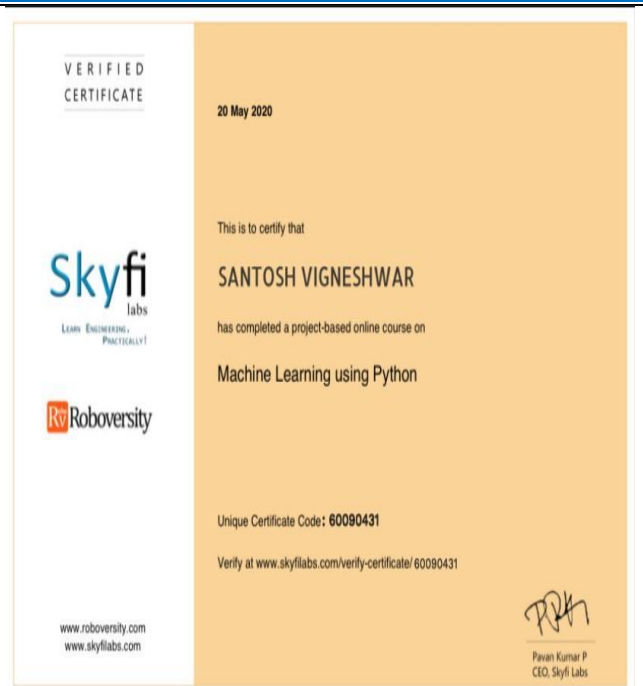 VERIFIED
CERTIFICATE
20 May 2020
This is to certify that
SANTOSH VIGNESHWAR
has completed a project-based online course on
Machine Learning using Python
Skyfi
labs
LEARN ENGINEERING,
PRACTICALLY!
RV Roboversity
Unique Certificate Code: 60090431
Verify at www.skyfilabs.com/verify-certificate/60090431
www.roboversity.com
www.skyfilabs.com
Pavan Kumar P
CEO, Skyfi Labs